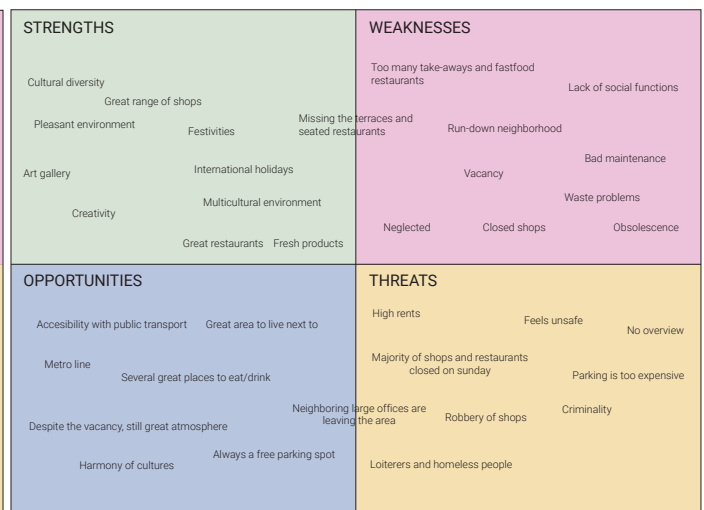 STRENGTHS
Cultural diversity
Great range of shops
Pleasant environment
Festivities
Missing the terraces and
seated restaurants
Art gallery
International holidays
Multicultural environment
Creativity
Great restaurants
Fresh products
WEAKNESSES
Too many take-aways and fastfood
restaurants
Lack of social functions
Run-down neighborhood
Bad maintenance
Vacancy
Waste problems
Neglected
Closed shops
Obsolescence
OPPORTUNITIES
Accesibility with public transport
Great area to live next to
Metro line
Several great places to eat/drink
Neighboring large offices are
leaving the area
Despite the vacancy, still great atmosphere
Always a free parking spot
Harmony of cultures
THREATS
High rents
Feels unsafe
No overview
Majority of shops and restaurants
closed on sunday
Parking is too expensive
Criminality
Robbery of shops
Loiterers and homeless people